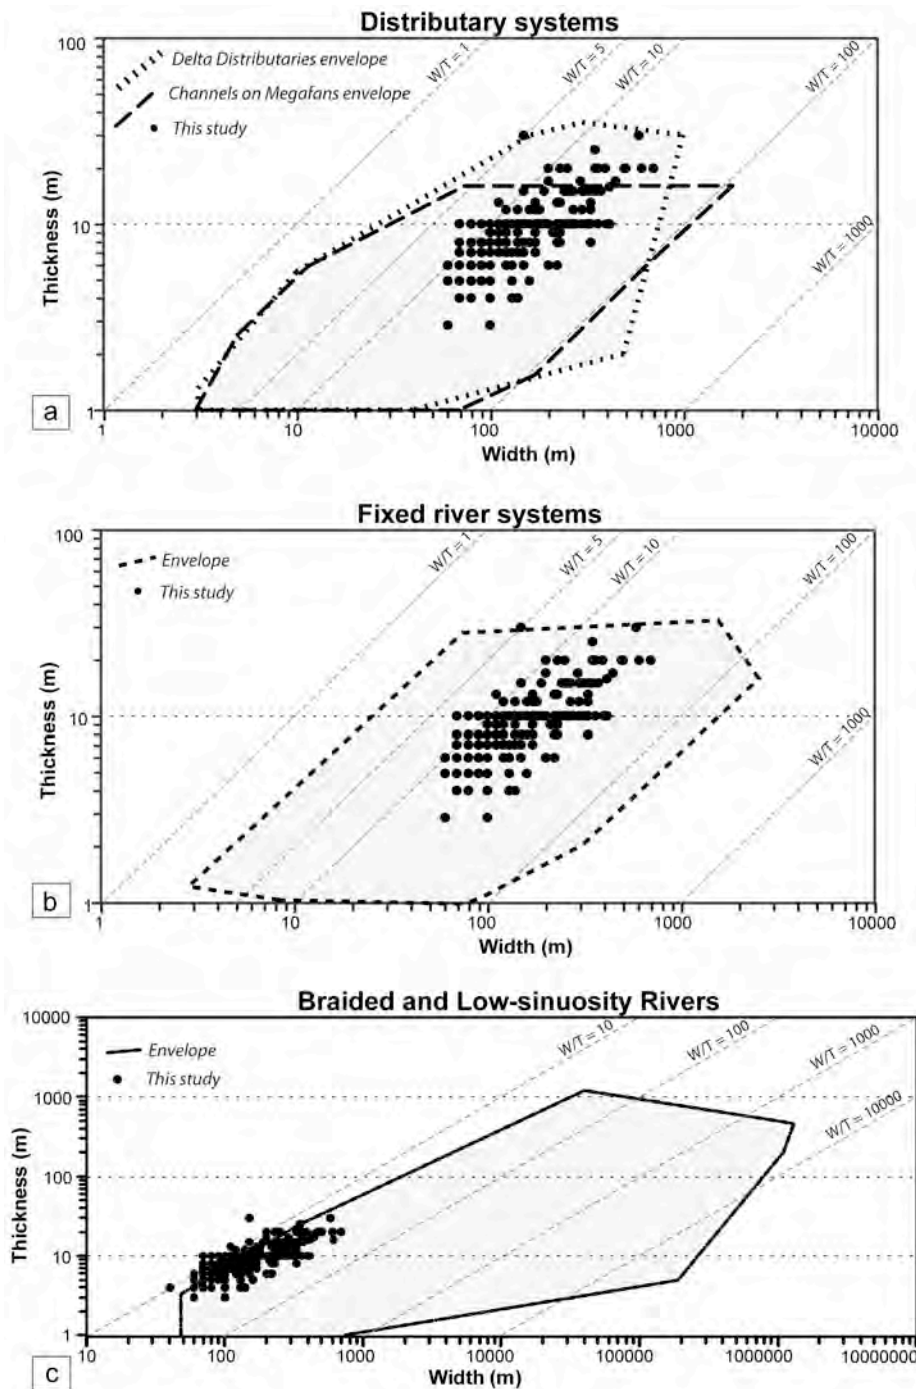 Distributary systems
100
Delta Distributaries envelope
Channels on Megafans envelope
This study
W/T = 1
W/T = 5
W/T = 10
W/T = 100
W/T = 1000
Thickness (m)
10
1
a
1 10 100 1000 10000
Width (m)
Fixed river systems
100
Envelope
This study
W/T = 1
W/T = 5
W/T = 10
W/T = 100
W/T = 1000
Thickness (m)
10
1
b
1 10 100 1000 10000
Width (m)
Braided and Low-sinuosity Rivers
10000
Envelope
This study
W/T = 10
W/T = 100
W/T = 1000
W/T = 10000
Thickness (m)
1000
100
10
1
c
10 100 1000 10000 100000 1000000 10000000
Width (m)